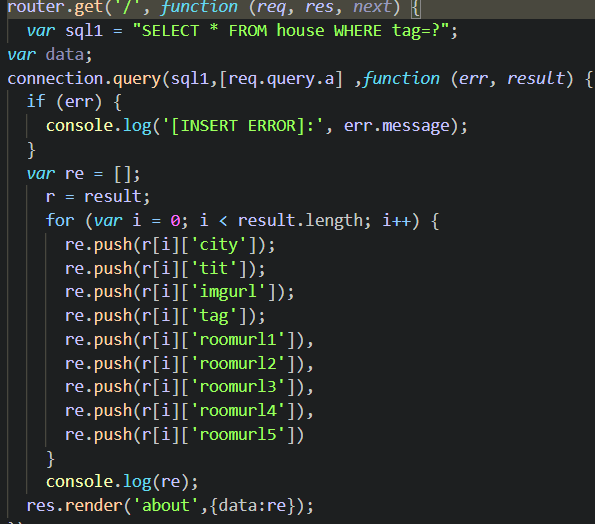 router.get('/', function (req, res, next) {
  var sql1 = "SELECT * FROM house WHERE tag=?";
var data;
connection.query(sql1,[req.query.a] ,function (err, result) {
  if (err) {
    console.log('[INSERT ERROR]:', err.message);
  }
  var re = [];
    r = result;
    for (var i = 0; i < result.length; i++) {
      re.push(r[i]['city']);
      re.push(r[i]['tit']);
      re.push(r[i]['imgurl']);
      re.push(r[i]['tag']);
      re.push(r[i]['roomurl1']),
      re.push(r[i]['roomurl2']),
      re.push(r[i]['roomurl3']),
      re.push(r[i]['roomurl4']),
      re.push(r[i]['roomurl5'])
    }
    console.log(re);
  res.render('about',{data:re});